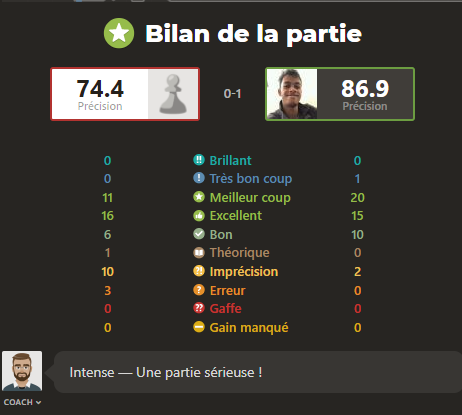 Bilan de la partie
74.4 0-1 86.9
Précision Précision
0 !! Brillant 0
0 ! Très bon coup 1
11 Meilleur coup 20
16 Excellent 15
6 Bon 10
1 Théorique 0
10 ?! Imprécision 2
3 ? Erreur 0
0 ?? Gaffe 0
0 Gain manqué 0
Intense — Une partie sérieuse !
COACH